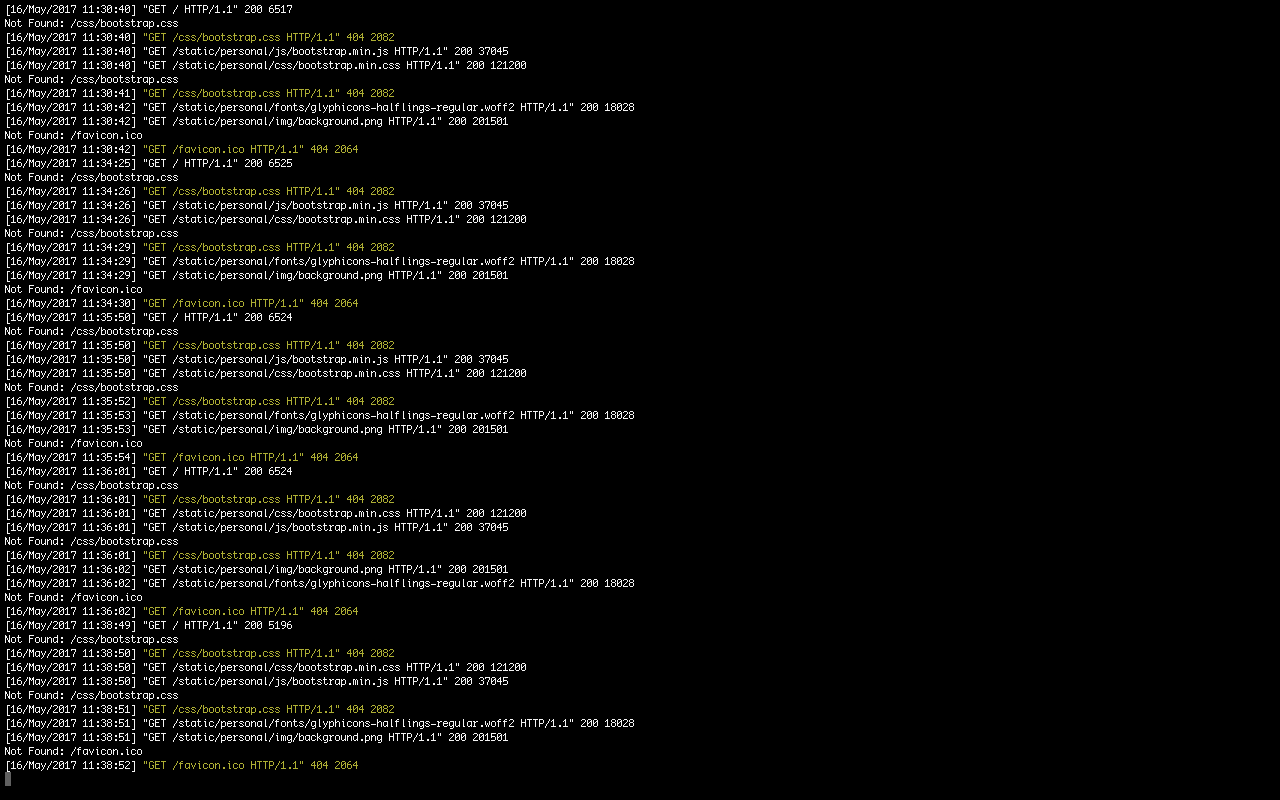 [16/May/2017 11:30:40] "GET / HTTP/1.1" 200 6517
Not Found: /css/bootstrap.css
[16/May/2017 11:30:40] "GET /css/bootstrap.css HTTP/1.1" 404 2082
[16/May/2017 11:30:40] "GET /static/personal/js/bootstrap.min.js HTTP/1.1" 200 37045
[16/May/2017 11:30:40] "GET /static/personal/css/bootstrap.min.css HTTP/1.1" 200 121200
Not Found: /css/bootstrap.css
[16/May/2017 11:30:41] "GET /css/bootstrap.css HTTP/1.1" 404 2082
[16/May/2017 11:30:42] "GET /static/personal/fonts/glyphicons-halflings-regular.woff2 HTTP/1.1" 200 18028
[16/May/2017 11:30:42] "GET /static/personal/img/background.png HTTP/1.1" 200 201501
Not Found: /favicon.ico
[16/May/2017 11:30:42] "GET /favicon.ico HTTP/1.1" 404 2064
[16/May/2017 11:34:25] "GET / HTTP/1.1" 200 6525
Not Found: /css/bootstrap.css
[16/May/2017 11:34:26] "GET /css/bootstrap.css HTTP/1.1" 404 2082
[16/May/2017 11:34:26] "GET /static/personal/js/bootstrap.min.js HTTP/1.1" 200 37045
[16/May/2017 11:34:26] "GET /static/personal/css/bootstrap.min.css HTTP/1.1" 200 121200
Not Found: /css/bootstrap.css
[16/May/2017 11:34:29] "GET /css/bootstrap.css HTTP/1.1" 404 2082
[16/May/2017 11:34:29] "GET /static/personal/fonts/glyphicons-halflings-regular.woff2 HTTP/1.1" 200 18028
[16/May/2017 11:34:29] "GET /static/personal/img/background.png HTTP/1.1" 200 201501
Not Found: /favicon.ico
[16/May/2017 11:34:30] "GET /favicon.ico HTTP/1.1" 404 2064
[16/May/2017 11:35:50] "GET / HTTP/1.1" 200 6524
Not Found: /css/bootstrap.css
[16/May/2017 11:35:50] "GET /css/bootstrap.css HTTP/1.1" 404 2082
[16/May/2017 11:35:50] "GET /static/personal/js/bootstrap.min.js HTTP/1.1" 200 37045
[16/May/2017 11:35:50] "GET /static/personal/css/bootstrap.min.css HTTP/1.1" 200 121200
Not Found: /css/bootstrap.css
[16/May/2017 11:35:52] "GET /css/bootstrap.css HTTP/1.1" 404 2082
[16/May/2017 11:35:53] "GET /static/personal/fonts/glyphicons-halflings-regular.woff2 HTTP/1.1" 200 18028
[16/May/2017 11:35:53] "GET /static/personal/img/background.png HTTP/1.1" 200 201501
Not Found: /favicon.ico
[16/May/2017 11:35:54] "GET /favicon.ico HTTP/1.1" 404 2064
[16/May/2017 11:36:01] "GET / HTTP/1.1" 200 6524
Not Found: /css/bootstrap.css
[16/May/2017 11:36:01] "GET /css/bootstrap.css HTTP/1.1" 404 2082
[16/May/2017 11:36:01] "GET /static/personal/css/bootstrap.min.css HTTP/1.1" 200 121200
[16/May/2017 11:36:01] "GET /static/personal/js/bootstrap.min.js HTTP/1.1" 200 37045
Not Found: /css/bootstrap.css
[16/May/2017 11:36:01] "GET /css/bootstrap.css HTTP/1.1" 404 2082
[16/May/2017 11:36:02] "GET /static/personal/img/background.png HTTP/1.1" 200 201501
[16/May/2017 11:36:02] "GET /static/personal/fonts/glyphicons-halflings-regular.woff2 HTTP/1.1" 200 18028
Not Found: /favicon.ico
[16/May/2017 11:36:02] "GET /favicon.ico HTTP/1.1" 404 2064
[16/May/2017 11:38:49] "GET / HTTP/1.1" 200 5196
Not Found: /css/bootstrap.css
[16/May/2017 11:38:50] "GET /css/bootstrap.css HTTP/1.1" 404 2082
[16/May/2017 11:38:50] "GET /static/personal/css/bootstrap.min.css HTTP/1.1" 200 121200
[16/May/2017 11:38:50] "GET /static/personal/js/bootstrap.min.js HTTP/1.1" 200 37045
Not Found: /css/bootstrap.css
[16/May/2017 11:38:51] "GET /css/bootstrap.css HTTP/1.1" 404 2082
[16/May/2017 11:38:51] "GET /static/personal/fonts/glyphicons-halflings-regular.woff2 HTTP/1.1" 200 18028
[16/May/2017 11:38:51] "GET /static/personal/img/background.png HTTP/1.1" 200 201501
Not Found: /favicon.ico
[16/May/2017 11:38:52] "GET /favicon.ico HTTP/1.1" 404 2064